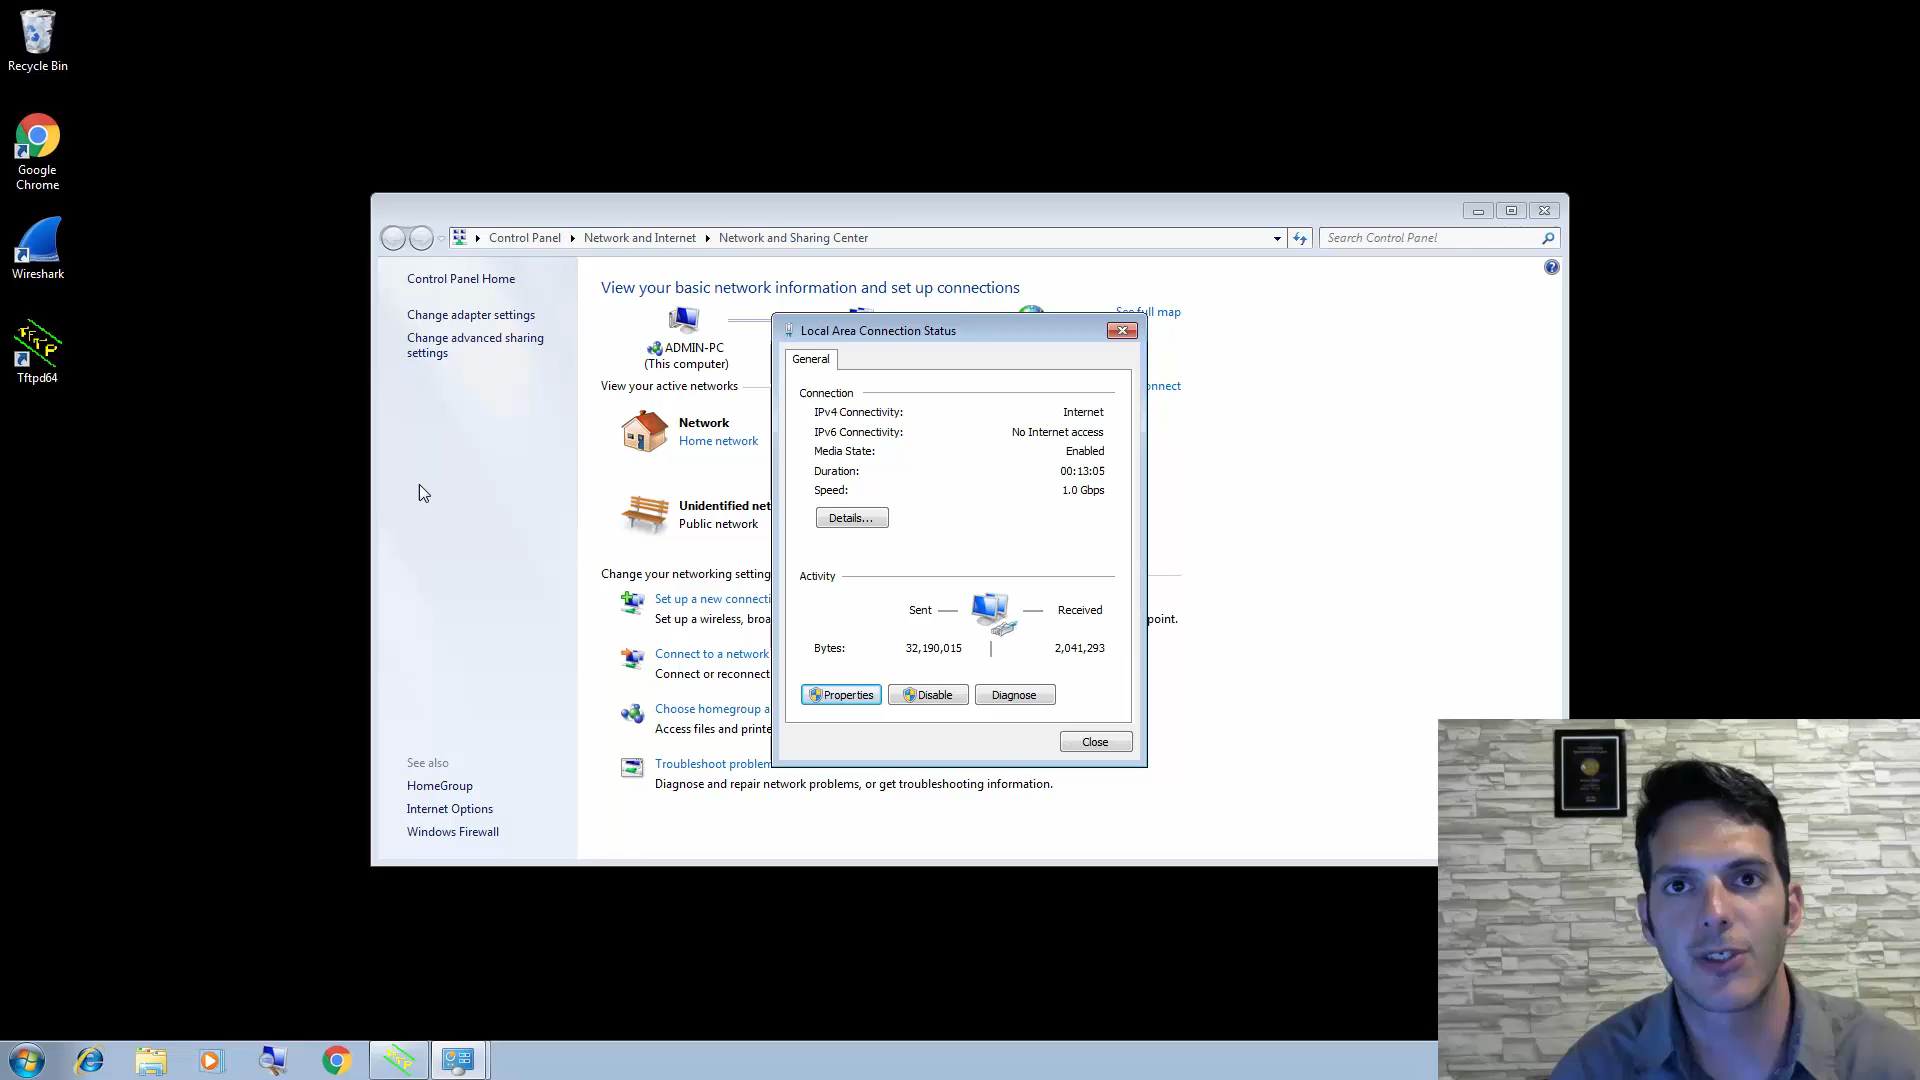 Recycle Bin
Google
Chrome
Wireshark
Tftpd64
Control Panel
Network and Internet
Network and Sharing Center
Search Control Panel
Control Panel Home
Change adapter settings
Change advanced sharing
settings
See also
HomeGroup
Internet Options
Windows Firewall
View your basic network information and set up connections
See full map
ADMIN-PC
(This computer)
View your active networks
Network
Home network
Unidentified net
Public network
Change your networking setting
Set up a new connecti
Set up a wireless, broa
point.
Connect to a network
Connect or reconnect
Choose homegroup a
Access files and printe
Troubleshoot problem
Diagnose and repair network problems, or get troubleshooting information.
Local Area Connection Status
General
Connection
IPv4 Connectivity: Internet
IPv6 Connectivity: No Internet access
Media State: Enabled
Duration: 00:13:05
Speed: 1.0 Gbps
Details...
Activity
Sent
Received
Bytes: 32,190,015 2,041,293
Properties
Disable
Diagnose
Close